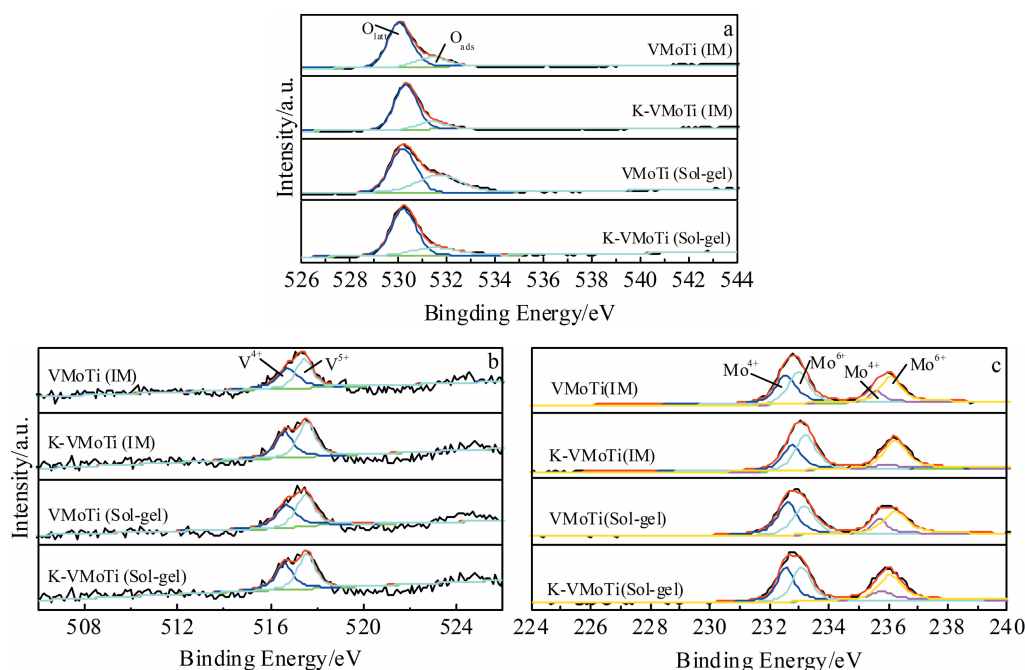 a
O latt
O ads
VMoTi (IM)
K-VMoTi (IM)
VMoTi (Sol-gel)
K-VMoTi (Sol-gel)
Intensity/a.u.
526 528 530 532 534 536 538 540 542 544
Bingding Energy/eV
b
V4+ V5+
VMoTi (IM)
K-VMoTi (IM)
VMoTi (Sol-gel)
K-VMoTi (Sol-gel)
Intensity/a.u.
508 512 516 520 524
Binding Energy/eV
c
Mo4+ Mo6+ Mo4+ Mo6+
VMoTi(IM)
K-VMoTi(IM)
VMoTi(Sol-gel)
K-VMoTi(Sol-gel)
224 226 228 230 232 234 236 238 240
Binding Energy/eV